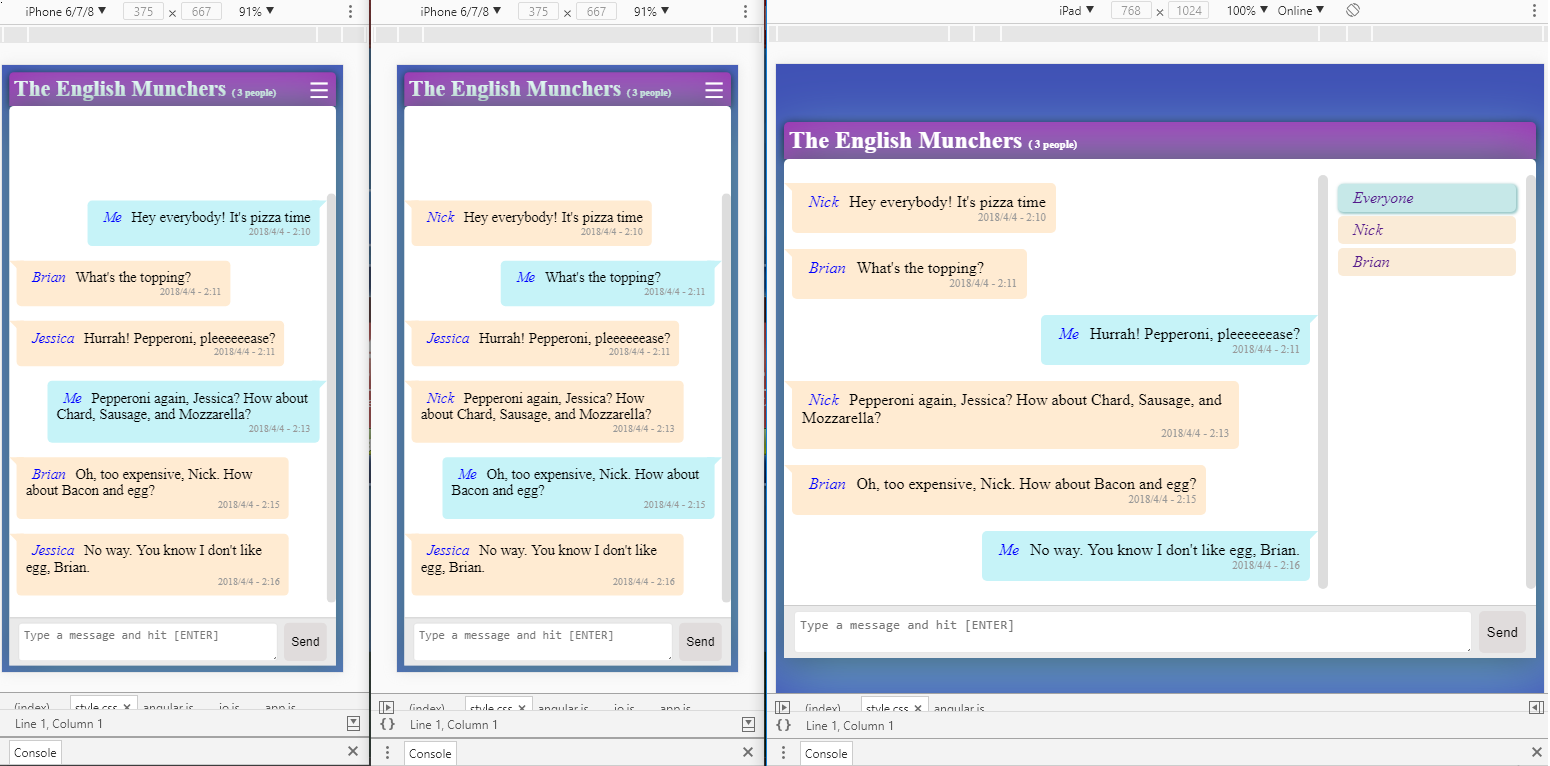 iPhone 6/7/8 ▼ 375 × 667 91% ▼
The English Munchers ( 3 people)
Me Hey everybody! It's pizza time
2018/4/4 - 2:10
Brian What's the topping?
2018/4/4 - 2:11
Jessica Hurrah! Pepperoni, pleeeeeease?
2018/4/4 - 2:11
Me Pepperoni again, Jessica? How about
Chard, Sausage, and Mozzarella?
2018/4/4 - 2:13
Brian Oh, too expensive, Nick. How
about Bacon and egg?
2018/4/4 - 2:15
Jessica No way. You know I don't like
egg, Brian.
2018/4/4 - 2:16
Type a message and hit [ENTER]
Send
(index) style.css × angular.js io.js app.js
Line 1, Column 1
Console
iPhone 6/7/8 ▼ 375 × 667 91% ▼
The English Munchers ( 3 people)
Nick Hey everybody! It's pizza time
2018/4/4 - 2:10
Me What's the topping?
2018/4/4 - 2:11
Jessica Hurrah! Pepperoni, pleeeeeease?
2018/4/4 - 2:11
Nick Pepperoni again, Jessica? How
about Chard, Sausage, and Mozzarella?
2018/4/4 - 2:13
Me Oh, too expensive, Nick. How about
Bacon and egg?
2018/4/4 - 2:15
Jessica No way. You know I don't like
egg, Brian.
2018/4/4 - 2:16
Type a message and hit [ENTER]
Send
(index) style.css × angular.js io.js app.js
{} Line 1, Column 1
Console
iPad ▼ 768 × 1024 100% ▼ Online ▼
The English Munchers ( 3 people)
Nick Hey everybody! It's pizza time
2018/4/4 - 2:10
Brian What's the topping?
2018/4/4 - 2:11
Me Hurrah! Pepperoni, pleeeeeease?
2018/4/4 - 2:11
Nick Pepperoni again, Jessica? How about Chard, Sausage, and
Mozzarella?
2018/4/4 - 2:13
Brian Oh, too expensive, Nick. How about Bacon and egg?
2018/4/4 - 2:15
Me No way. You know I don't like egg, Brian.
2018/4/4 - 2:16
Everyone
Nick
Brian
Type a message and hit [ENTER]
Send
(index) style.css × angular.js
{} Line 1, Column 1
Console